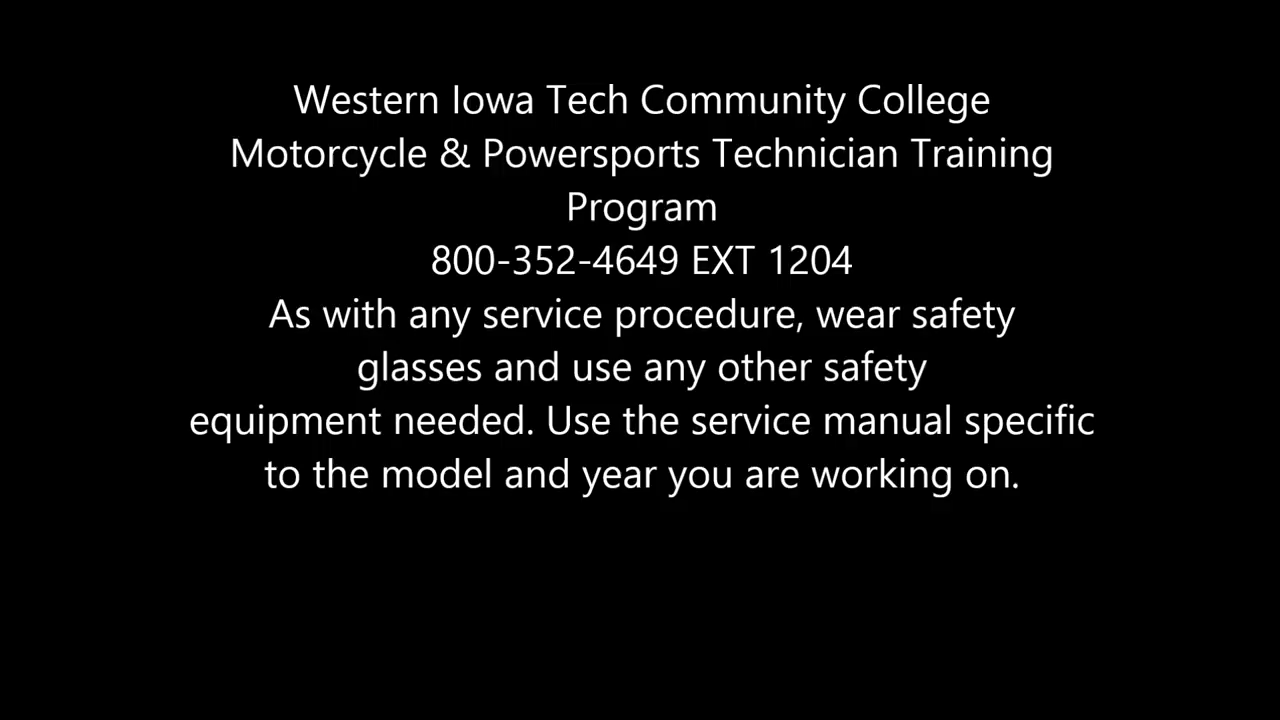 Western Iowa Tech Community College
Motorcycle & Powersports Technician Training
Program
800-352-4649 EXT 1204
As with any service procedure, wear safety
glasses and use any other safety
equipment needed. Use the service manual specific
to the model and year you are working on.